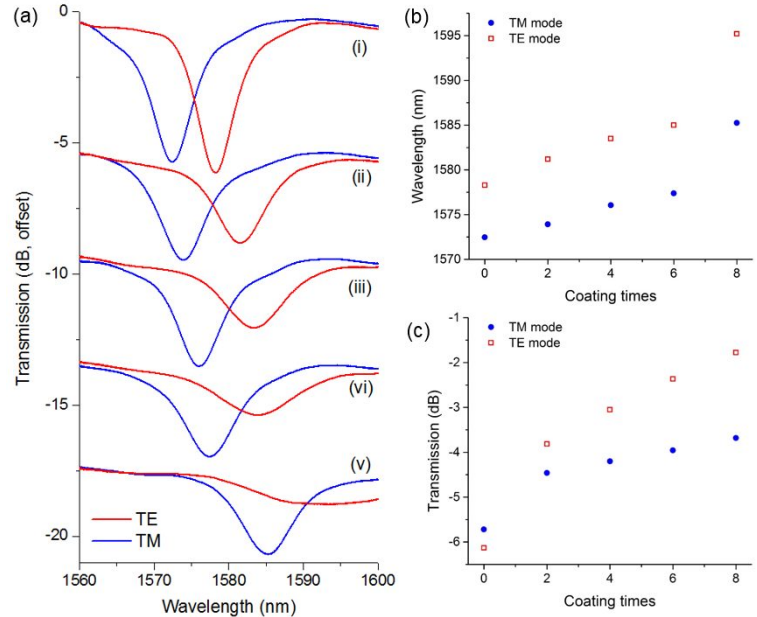 (a)
0
-5
-10
-15
-20
Transmission (dB, offset)
(i)
(ii)
(iii)
(vi)
(v)
TE
TM
1560 1570 1580 1590 1600
Wavelength (nm)
(b)
TM mode
TE mode
1595
1590
1585
1580
1575
1570
Wavelength (nm)
0 2 4 6 8
Coating times
(c)
-1
TM mode
TE mode
-2
-3
-4
-5
-6
Transmission (dB)
0 2 4 6 8
Coating times